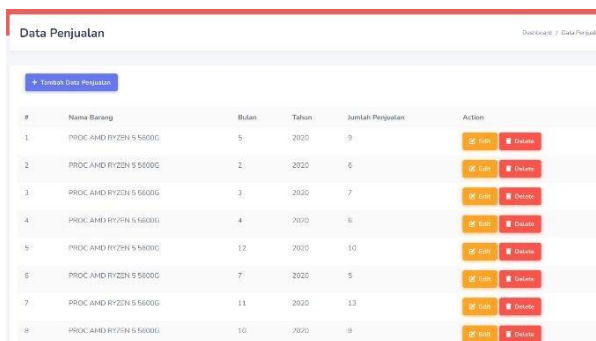 Data Penjualan
Dashboard / Data Penjual
+ Tambah Data Penjualan
# Nama Barang Bulan Tahun Jumlah Penjualan Action
1 PROC AMD RYZEN 5 5600G 5 2020 9 Edit Delete
2 PROC AMD RYZEN 5 5600G 2 2020 6 Edit Delete
3 PROC AMD RYZEN 5 5600G 3 2020 7 Edit Delete
4 PROC AMD RYZEN 5 5600G 4 2020 Edit Delete
5 PROC AMD RYZEN 5 5600G 12 2020 10 Edit Delete
6 PROC AMD RYZEN 5 5600G 7 2020 5 Edit Delete
7 PROC AMD RYZEN 5 5600G 11 2020 13 Edit Delete
8 PROC AMD RYZEN 5 5600G 10 2020 Edit Delete